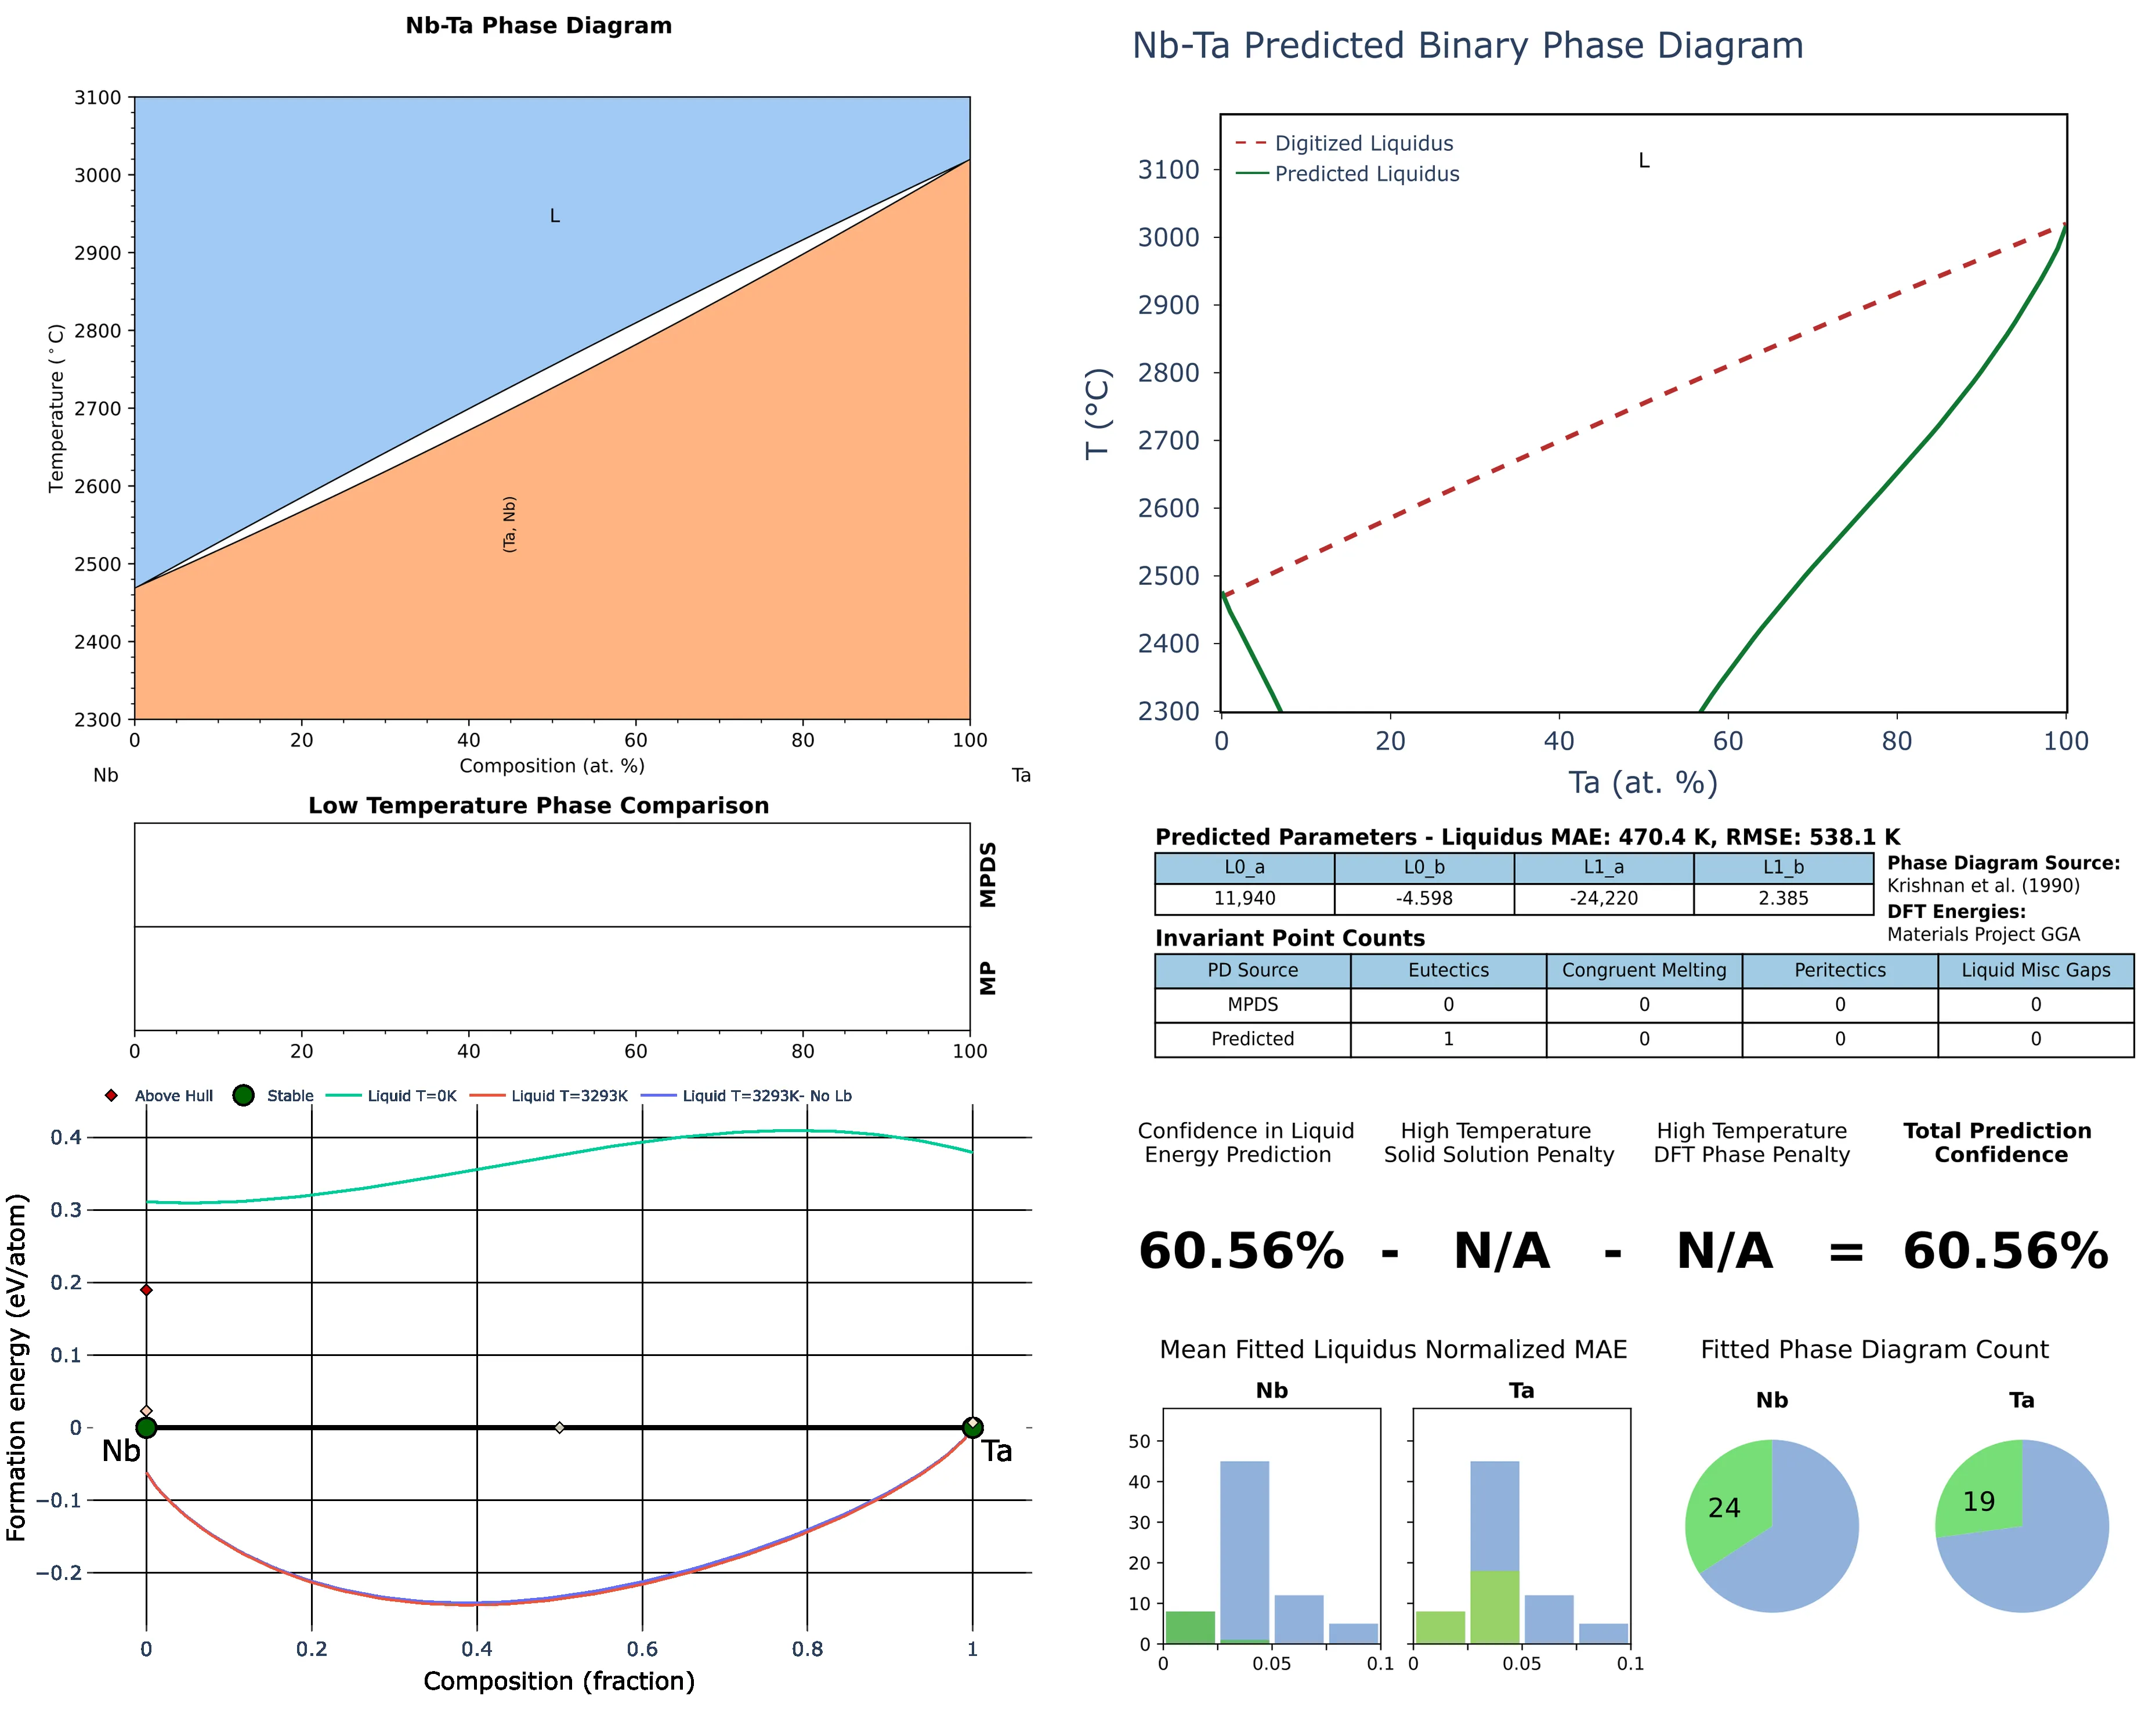 Nb-Ta Phase Diagram
3100
3000
2900
2800
2700
2600
2500
2400
2300
Temperature (°C)
L
(Ta, Nb)
0 20 40 60 80 100
Composition (at. %)
Nb Ta
Low Temperature Phase Comparison
MPDS
MP
0 20 40 60 80 100
Above Hull Stable Liquid T=0K Liquid T=3293K Liquid T=3293K- No Lb
0.4
0.3
0.2
0.1
0
−0.1
−0.2
Formation energy (eV/atom)
Nb Ta
0 0.2 0.4 0.6 0.8 1
Composition (fraction)
Nb-Ta Predicted Binary Phase Diagram
Digitized Liquidus
Predicted Liquidus
L
3100
3000
2900
2800
2700
2600
2500
2400
2300
T (°C)
0 20 40 60 80 100
Ta (at. %)
Predicted Parameters - Liquidus MAE: 470.4 K, RMSE: 538.1 K
L0_a L0_b L1_a L1_b
11,940 -4.598 -24,220 2.385
Phase Diagram Source:
Krishnan et al. (1990)
DFT Energies:
Materials Project GGA
Invariant Point Counts
PD Source Eutectics Congruent Melting Peritectics Liquid Misc Gaps
MPDS 0 0 0 0
Predicted 1 0 0 0
Confidence in Liquid High Temperature High Temperature Total Prediction
Energy Prediction Solid Solution Penalty DFT Phase Penalty Confidence
60.56% - N/A - N/A = 60.56%
Mean Fitted Liquidus Normalized MAE
Nb Ta
50
40
30
20
10
0
0 0.05 0.1 0 0.05 0.1
Fitted Phase Diagram Count
Nb Ta
24 19